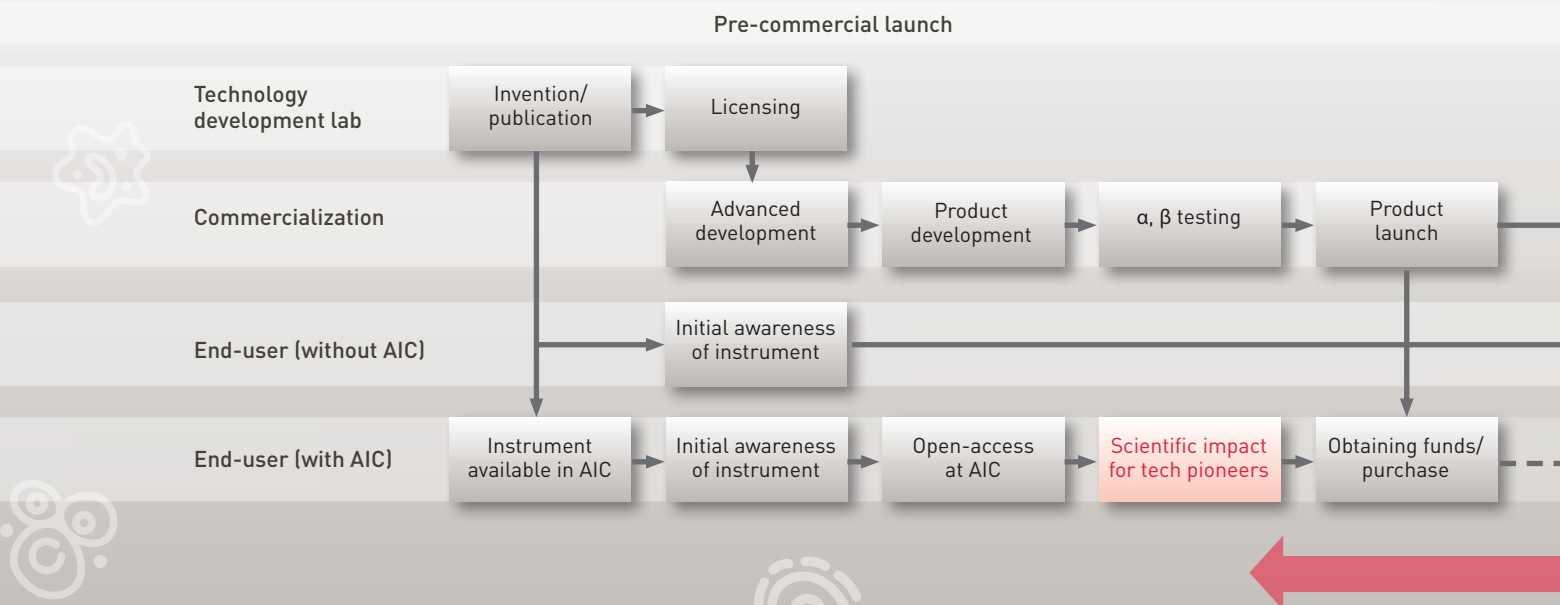 Pre-commercial launch
Technology
development lab
Invention/
publication
Licensing
Commercialization
Advanced
development
Product
development
α, β testing
Product
launch
End-user (without AIC)
Initial awareness
of instrument
End-user (with AIC)
Instrument
available in AIC
Initial awareness
of instrument
Open-access
at AIC
Scientific impact
for tech pioneers
Obtaining funds/
purchase